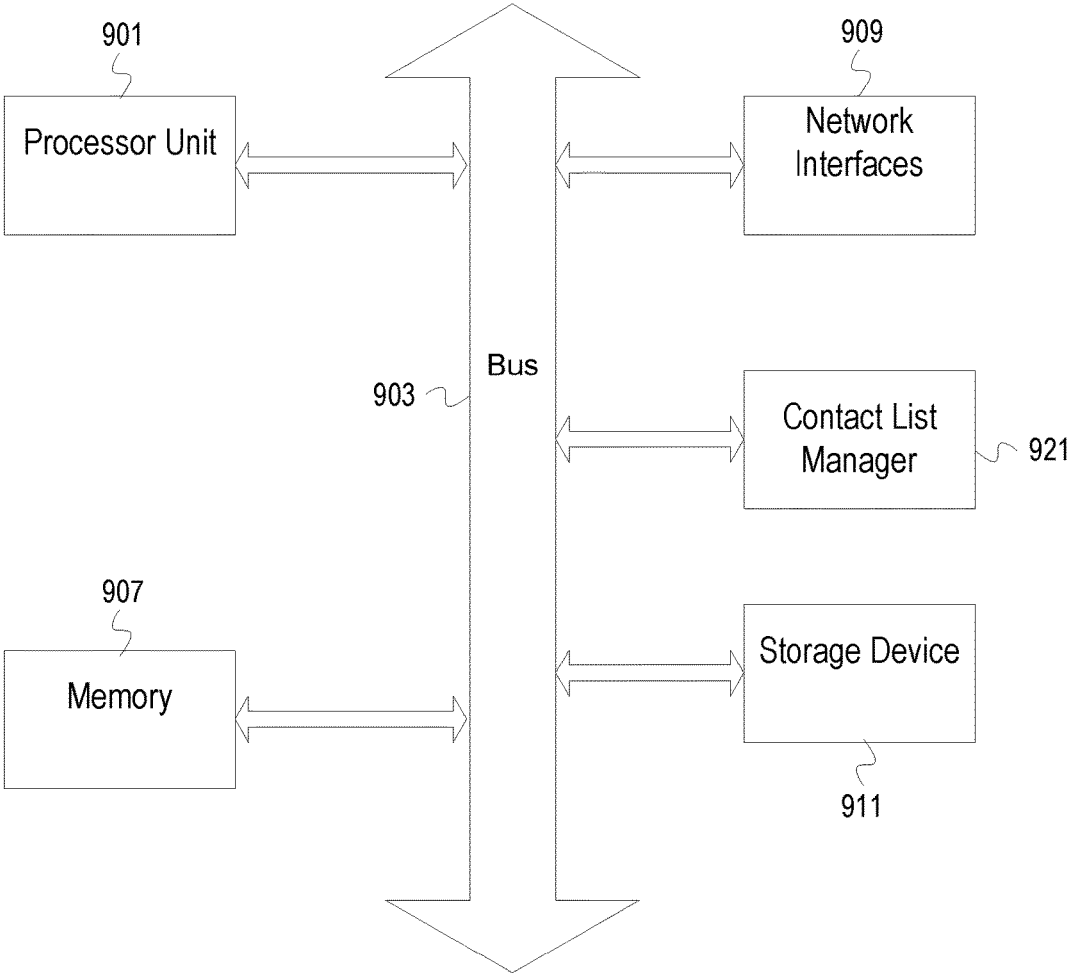 901
Processor Unit
909
Network
Interfaces
Bus
903
Contact List
Manager
921
907
Memory
Storage Device
911